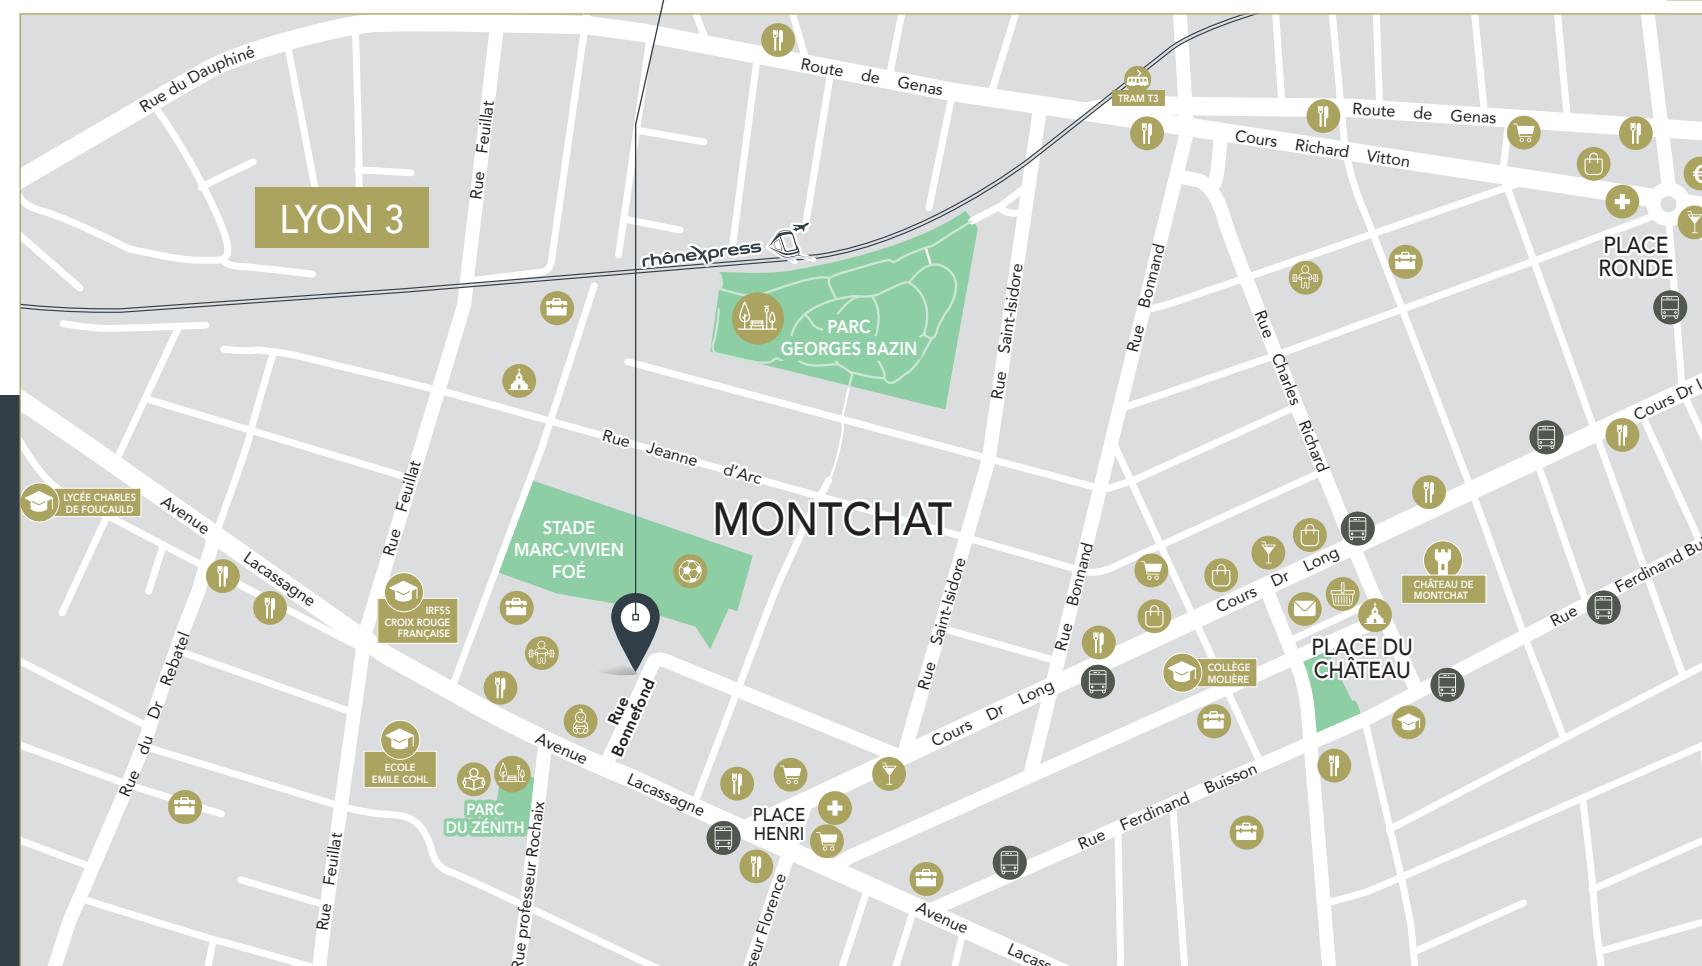 Rue du Dauphiné
Rue Feuillat
Route de Genas
TRAM T3
Route de Genas
Cours Richard Vitton
LYON 3
rhônexpress
PLACE
RONDE
PARC
GEORGES BAZIN
Rue Saint-Isidore
Rue Bonnand
Rue Charles Richard
Cours Dr L
Rue Jeanne d'Arc
LYCÉE CHARLES
DE FOUCAULD
Avenue Lacassagne
Rue Feuillat
STADE
MARC-VIVIEN
FOÉ
MONTCHAT
IRFSS
CROIX ROUGE
FRANÇAISE
Rue Saint-Isidore
Rue Bonnand
Cours Dr Long
CHÂTEAU DE
MONTCHAT
Rue Ferdinand Bui
PLACE DU
CHÂTEAU
COLLÈGE
MOLIÈRE
Rue du Dr Rebatel
Rue
Bonnefond
Cours Dr Long
ECOLE
EMILE COHL
Avenue Lacassagne
PARC
DU ZÉNITH
PLACE
HENRI
Rue Ferdinand Buisson
Rue Feuillat
Rue professeur Rochaix
seur Florence
Avenue Lacass